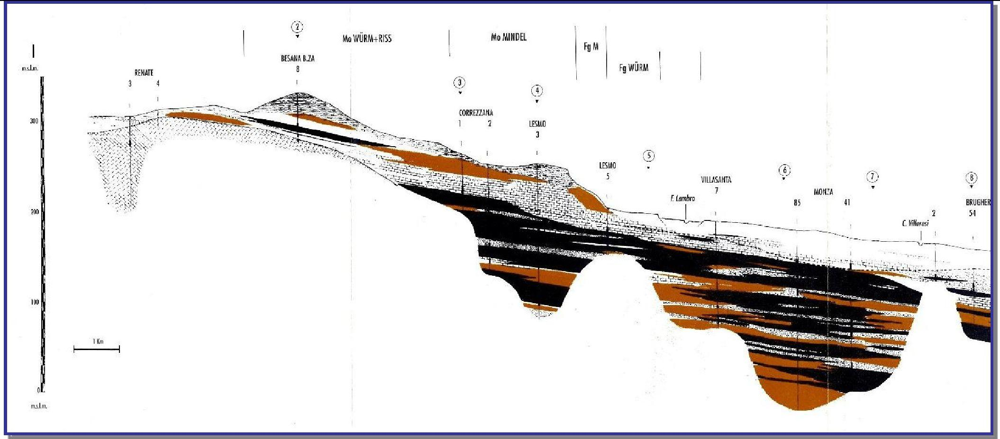 2
Mo WÜRM+RISS
Mo MINDEL
Fg M
Fg WÜRM
m.s.l.m.
RENATE
3 4
BESANA B.ZA
8
3
CORREZZANA
1 2
4
LESMO
3
LESMO
5
5
F. Lambro
VILLASANTA
7
6
MONZA
85 41
7
C. Villoresi
2
8
BRUGHER
54
300
200
100
0
m.s.l.m.
1 Km